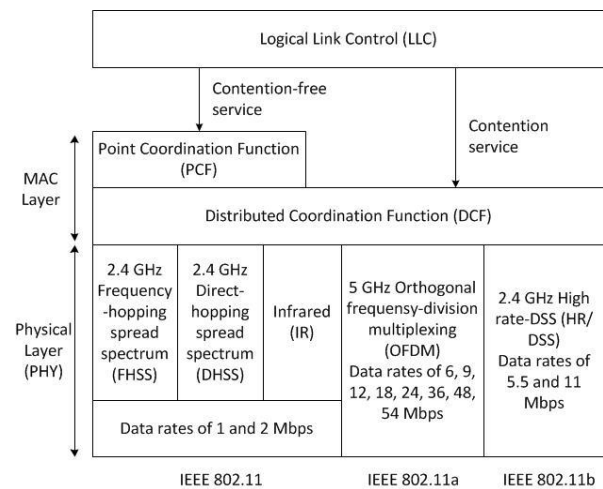 Logical Link Control (LLC)
Contention-free
service
Contention
service
Point Coordination Function
(PCF)
MAC
Layer
Distributed Coordination Function (DCF)
Physical
Layer
(PHY)
2.4 GHz
Frequency
-hopping
spread
spectrum
(FHSS)
2.4 GHz
Direct-
hopping
spread
spectrum
(DHSS)
Infrared
(IR)
Data rates of 1 and 2 Mbps
5 GHz Orthogonal
frequensy-division
multiplexing
(OFDM)
Data rates of 6, 9,
12, 18, 24, 36, 48,
54 Mbps
2.4 GHz High
rate-DSS (HR/
DSS)
Data rates of
5.5 and 11
Mbps
IEEE 802.11
IEEE 802.11a
IEEE 802.11b